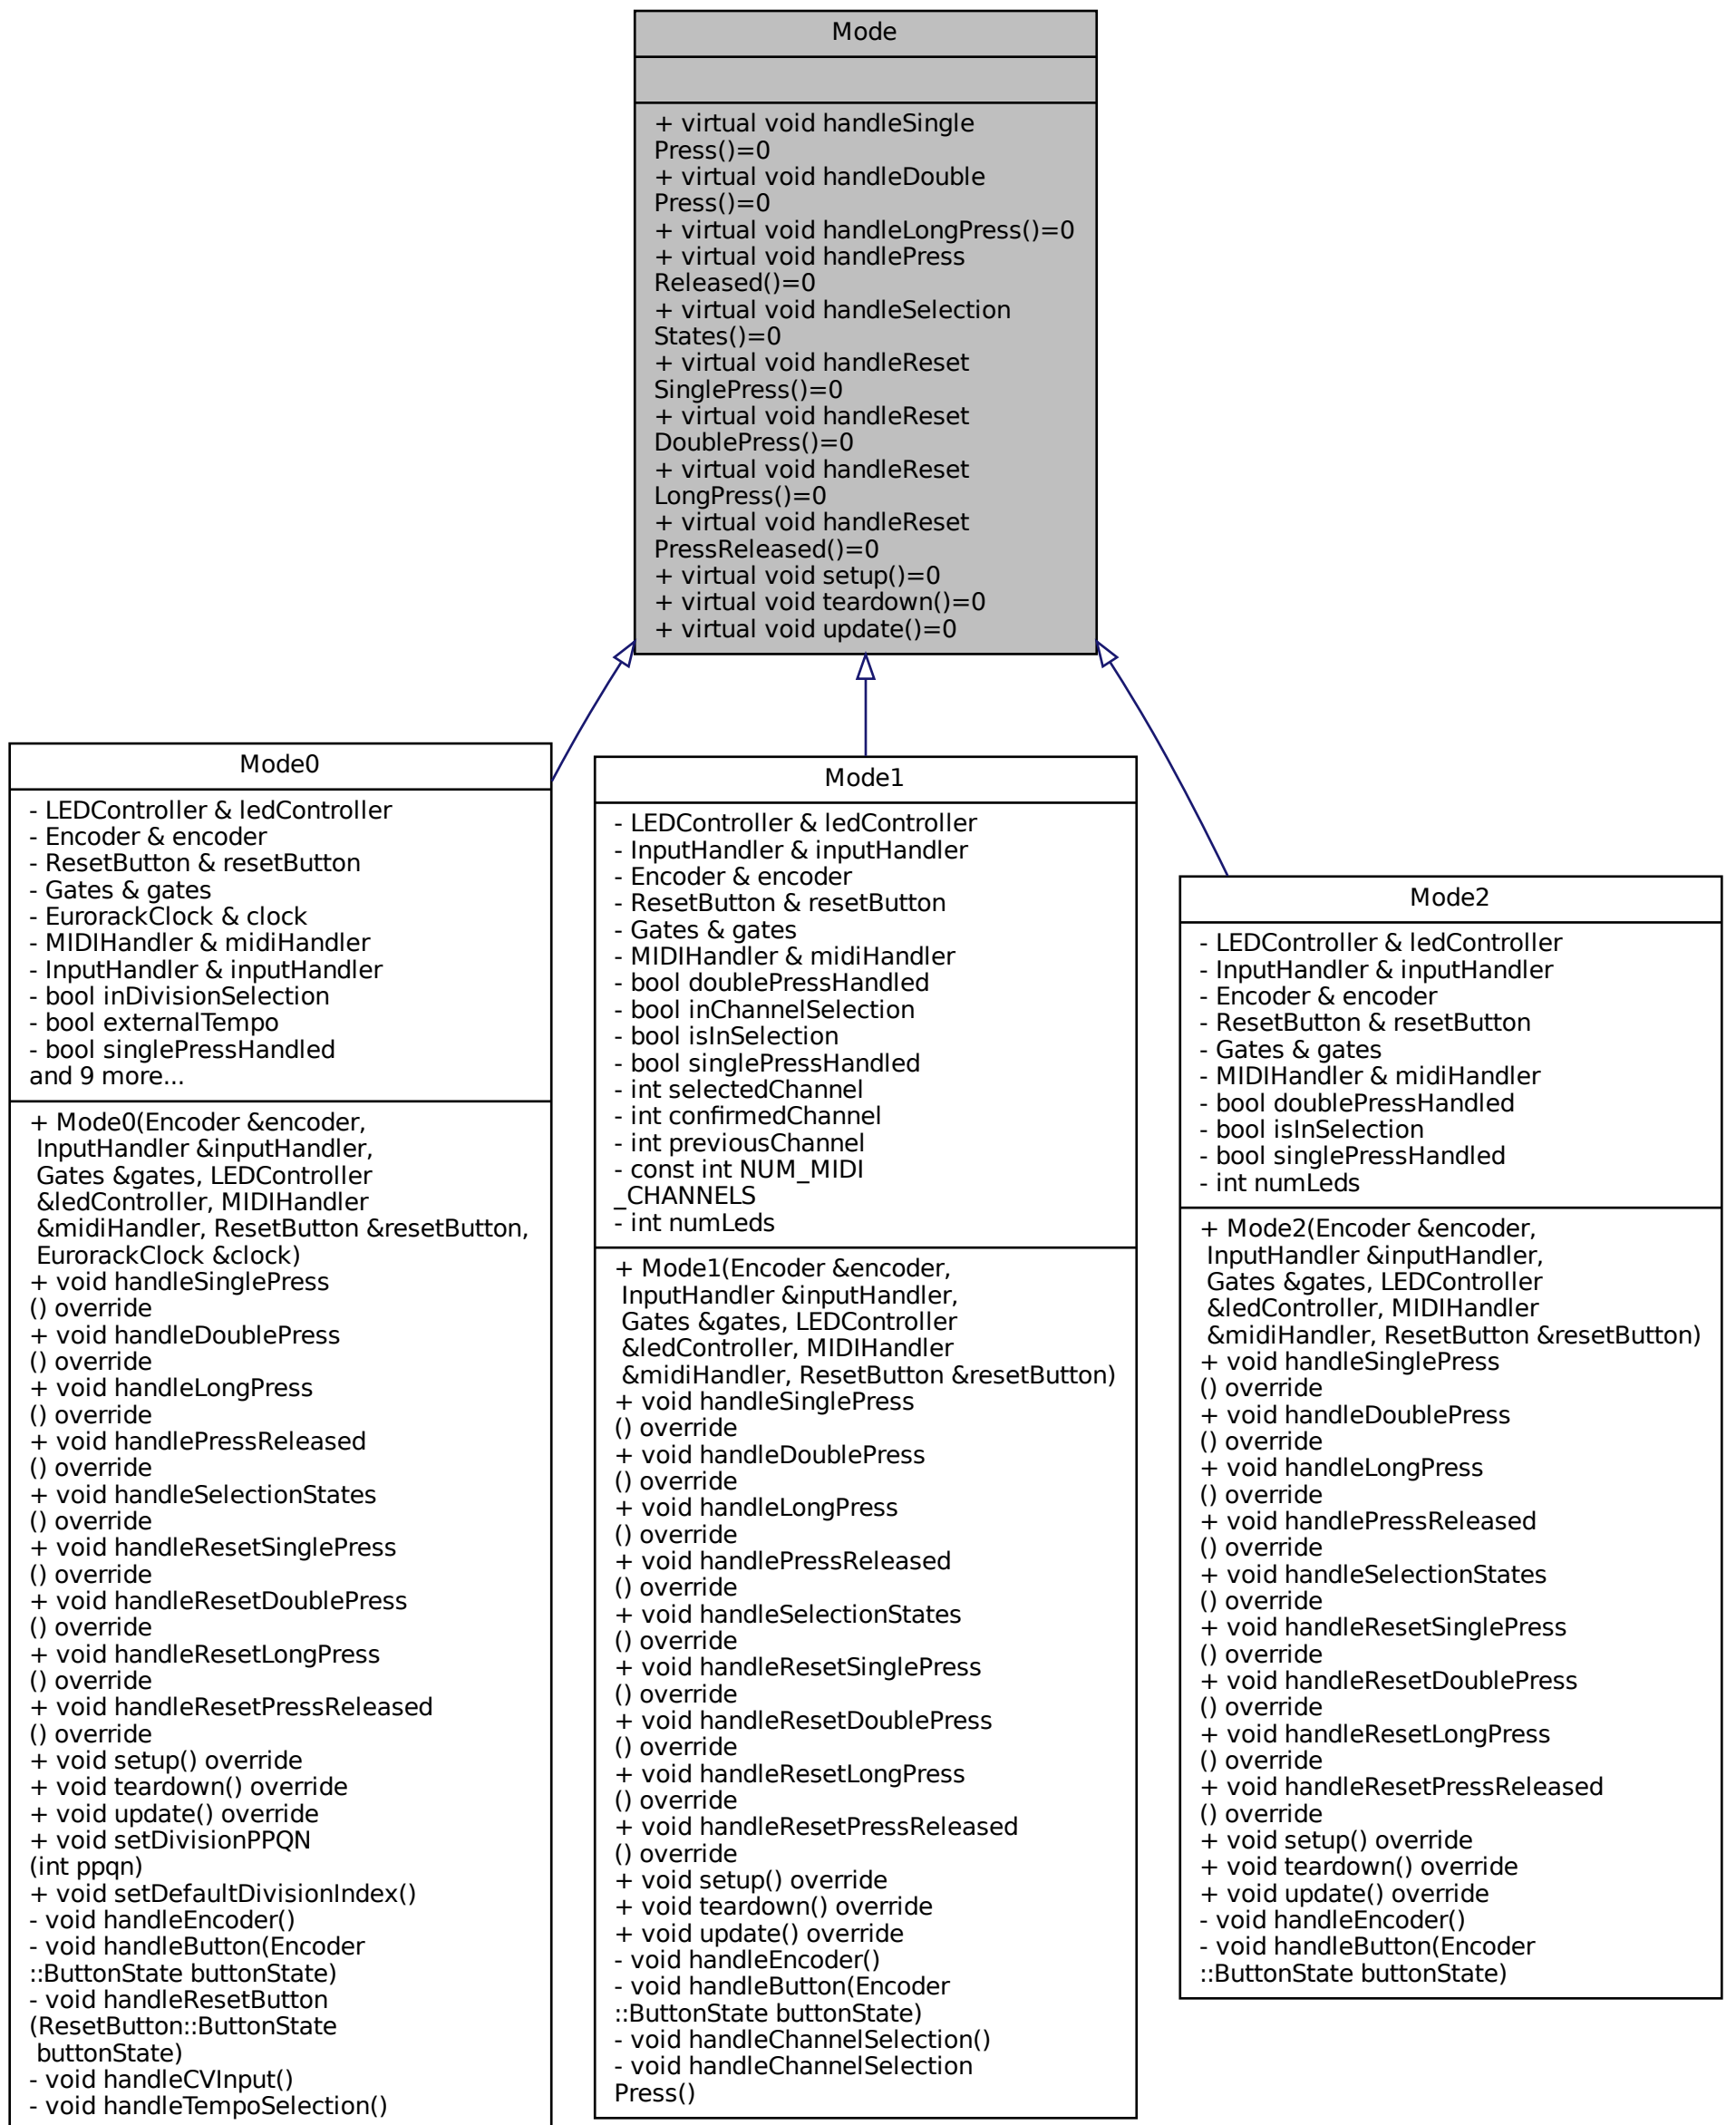 Mode
+ virtual void handleSingle
Press()=0
+ virtual void handleDouble
Press()=0
+ virtual void handleLongPress()=0
+ virtual void handlePress
Released()=0
+ virtual void handleSelection
States()=0
+ virtual void handleReset
SinglePress()=0
+ virtual void handleReset
DoublePress()=0
+ virtual void handleReset
LongPress()=0
+ virtual void handleReset
PressReleased()=0
+ virtual void setup()=0
+ virtual void teardown()=0
+ virtual void update()=0
Mode0
- LEDController & ledController
- Encoder & encoder
- ResetButton & resetButton
- Gates & gates
- EurorackClock & clock
- MIDIHandler & midiHandler
- InputHandler & inputHandler
- bool inDivisionSelection
- bool externalTempo
- bool singlePressHandled
and 9 more...
+ Mode0(Encoder &encoder,
InputHandler &inputHandler,
Gates &gates, LEDController
&ledController, MIDIHandler
&midiHandler, ResetButton &resetButton,
EurorackClock &clock)
+ void handleSinglePress
() override
+ void handleDoublePress
() override
+ void handleLongPress
() override
+ void handlePressReleased
() override
+ void handleSelectionStates
() override
+ void handleResetSinglePress
() override
+ void handleResetDoublePress
() override
+ void handleResetLongPress
() override
+ void handleResetPressReleased
() override
+ void setup() override
+ void teardown() override
+ void update() override
+ void setDivisionPPQN
(int ppqn)
+ void setDefaultDivisionIndex()
- void handleEncoder()
- void handleButton(Encoder
::ButtonState buttonState)
- void handleResetButton
(ResetButton::ButtonState
buttonState)
- void handleCVInput()
- void handleTempoSelection()
Mode1
- LEDController & ledController
- InputHandler & inputHandler
- Encoder & encoder
- ResetButton & resetButton
- Gates & gates
- MIDIHandler & midiHandler
- bool doublePressHandled
- bool inChannelSelection
- bool isInSelection
- bool singlePressHandled
- int selectedChannel
- int confirmedChannel
- int previousChannel
- const int NUM_MIDI
_CHANNELS
- int numLeds
+ Mode1(Encoder &encoder,
InputHandler &inputHandler,
Gates &gates, LEDController
&ledController, MIDIHandler
&midiHandler, ResetButton &resetButton)
+ void handleSinglePress
() override
+ void handleDoublePress
() override
+ void handleLongPress
() override
+ void handlePressReleased
() override
+ void handleSelectionStates
() override
+ void handleResetSinglePress
() override
+ void handleResetDoublePress
() override
+ void handleResetLongPress
() override
+ void handleResetPressReleased
() override
+ void setup() override
+ void teardown() override
+ void update() override
- void handleEncoder()
- void handleButton(Encoder
::ButtonState buttonState)
- void handleChannelSelection()
- void handleChannelSelection
Press()
Mode2
- LEDController & ledController
- InputHandler & inputHandler
- Encoder & encoder
- ResetButton & resetButton
- Gates & gates
- MIDIHandler & midiHandler
- bool doublePressHandled
- bool isInSelection
- bool singlePressHandled
- int numLeds
+ Mode2(Encoder &encoder,
InputHandler &inputHandler,
Gates &gates, LEDController
&ledController, MIDIHandler
&midiHandler, ResetButton &resetButton)
+ void handleSinglePress
() override
+ void handleDoublePress
() override
+ void handleLongPress
() override
+ void handlePressReleased
() override
+ void handleSelectionStates
() override
+ void handleResetSinglePress
() override
+ void handleResetDoublePress
() override
+ void handleResetLongPress
() override
+ void handleResetPressReleased
() override
+ void setup() override
+ void teardown() override
+ void update() override
- void handleEncoder()
- void handleButton(Encoder
::ButtonState buttonState)